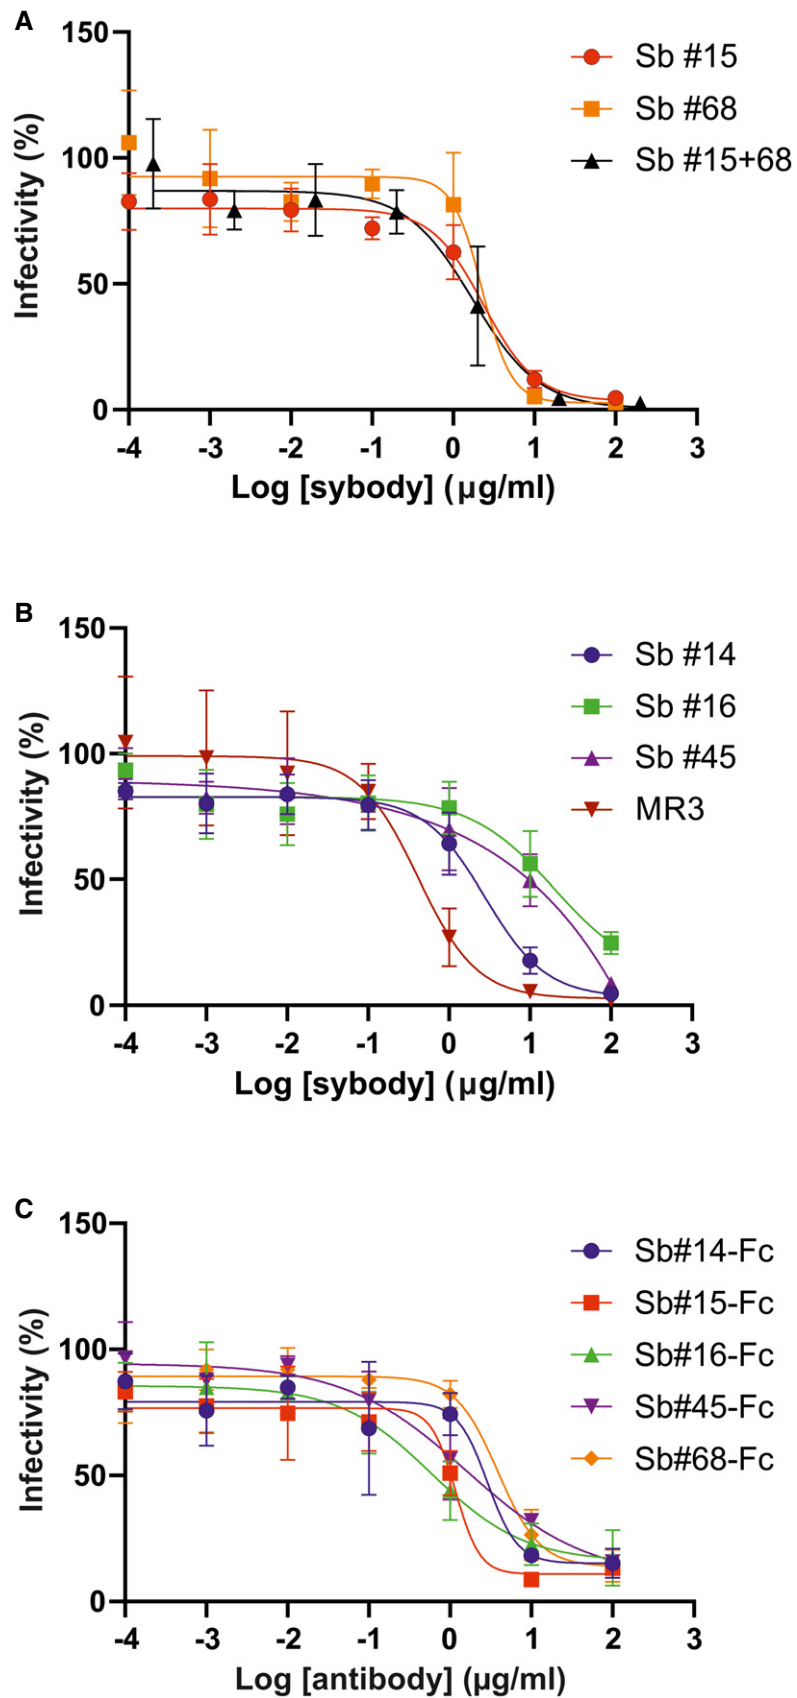 A
150
100
50
0
Infectivity (%)
-4 -3 -2 -1 0 1 2 3
Log [sybody] (µg/ml)
Sb #15
Sb #68
Sb #15+68
B
150
100
50
0
Infectivity (%)
-4 -3 -2 -1 0 1 2 3
Log [sybody] (µg/ml)
Sb #14
Sb #16
Sb #45
MR3
C
150
100
50
0
Infectivity (%)
-4 -3 -2 -1 0 1 2 3
Log [antibody] (µg/ml)
Sb#14-Fc
Sb#15-Fc
Sb#16-Fc
Sb#45-Fc
Sb#68-Fc